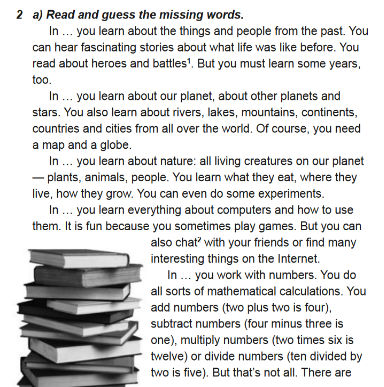 2 a) Read and guess the missing words.
In ... you learn about the things and people from the past. You
can hear fascinating stories about what life was like before. You
read about heroes and battles¹. But you must learn some years,
too.
In ... you learn about our planet, about other planets and
stars. You also learn about rivers, lakes, mountains, continents,
countries and cities from all over the world. Of course, you need
a map and a globe.
In ... you learn about nature: all living creatures on our planet
— plants, animals, people. You learn what they eat, where they
live, how they grow. You can even do some experiments.
In ... you learn everything about computers and how to use
them. It is fun because you sometimes play games. But you can
also chat² with your friends or find many
interesting things on the Internet.
In ... you work with numbers. You do
all sorts of mathematical calculations. You
add numbers (two plus two is four),
subtract numbers (four minus three is
one), multiply numbers (two times six is
twelve) or divide numbers (ten divided by
two is five). But that's not all. There are